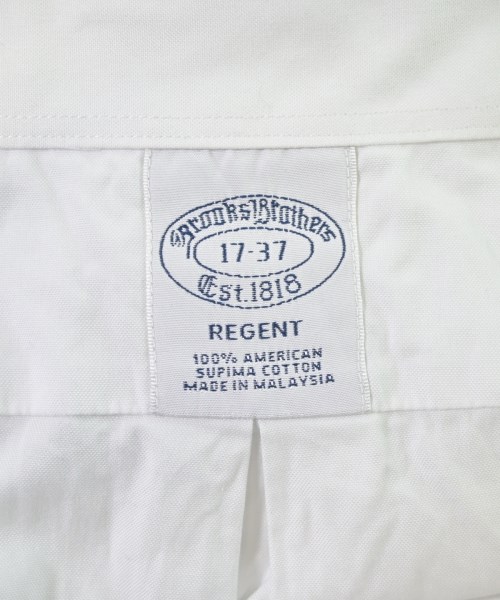 Brooks Brothers
17-37
Est. 1818
REGENT
100% AMERICAN
SUPIMA COTTON
MADE IN MALAYSIA